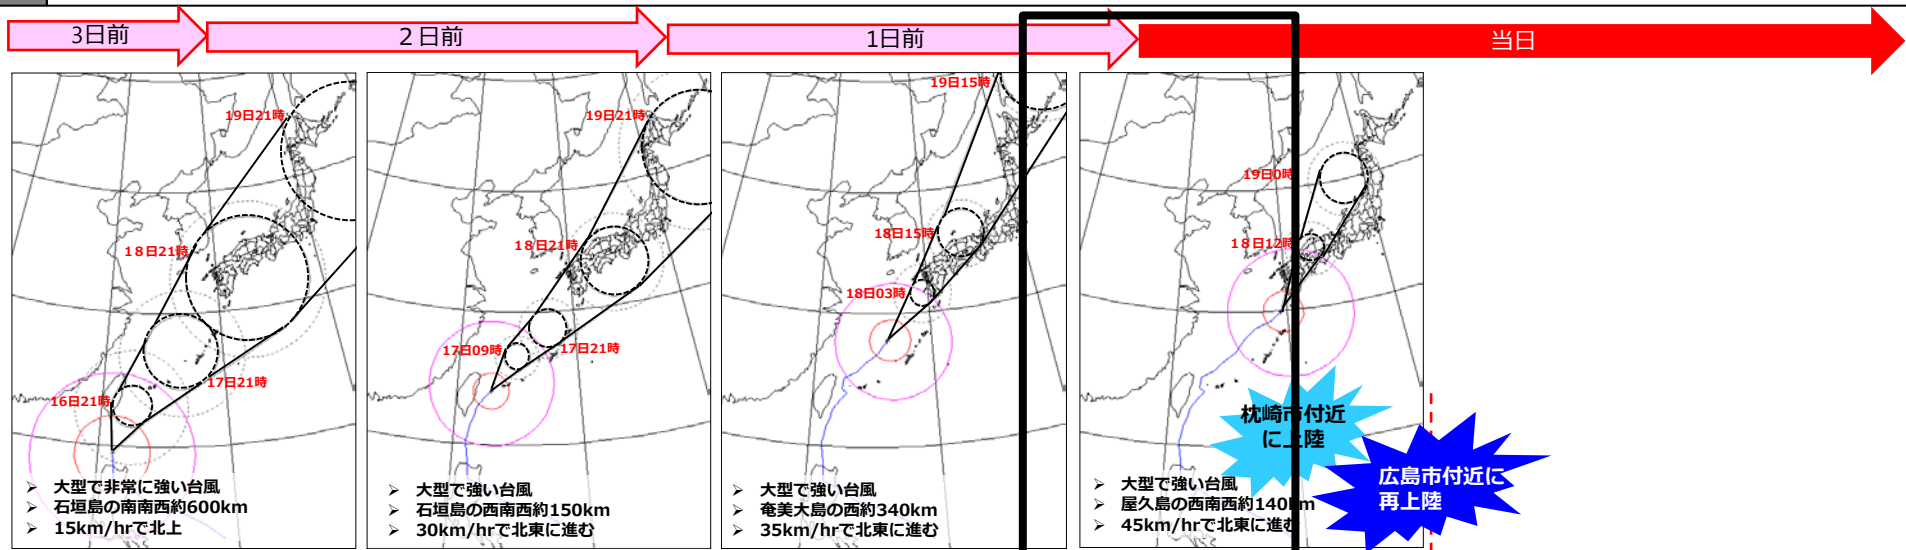 3日前
２日前
1日前
当日
19日21時
18日21時
17日21時
16日21時
➢ 大型で非常に強い台風
➢ 石垣島の南南西約600km
➢ 15km/hrで北上
19日21時
18日21時
17日09時
17日21時
➢ 大型で強い台風
➢ 石垣島の西南西約150km
➢ 30km/hrで北東に進む
19日15時
18日15時
18日03時
➢ 大型で強い台風
➢ 奄美大島の西約340km
➢ 35km/hrで北東に進む
19日0時
18日12時
➢ 大型で強い台風
➢ 屋久島の西南西約140km
➢ 45km/hrで北東に進む
枕崎市付近
に上陸
広島市付近に
再上陸